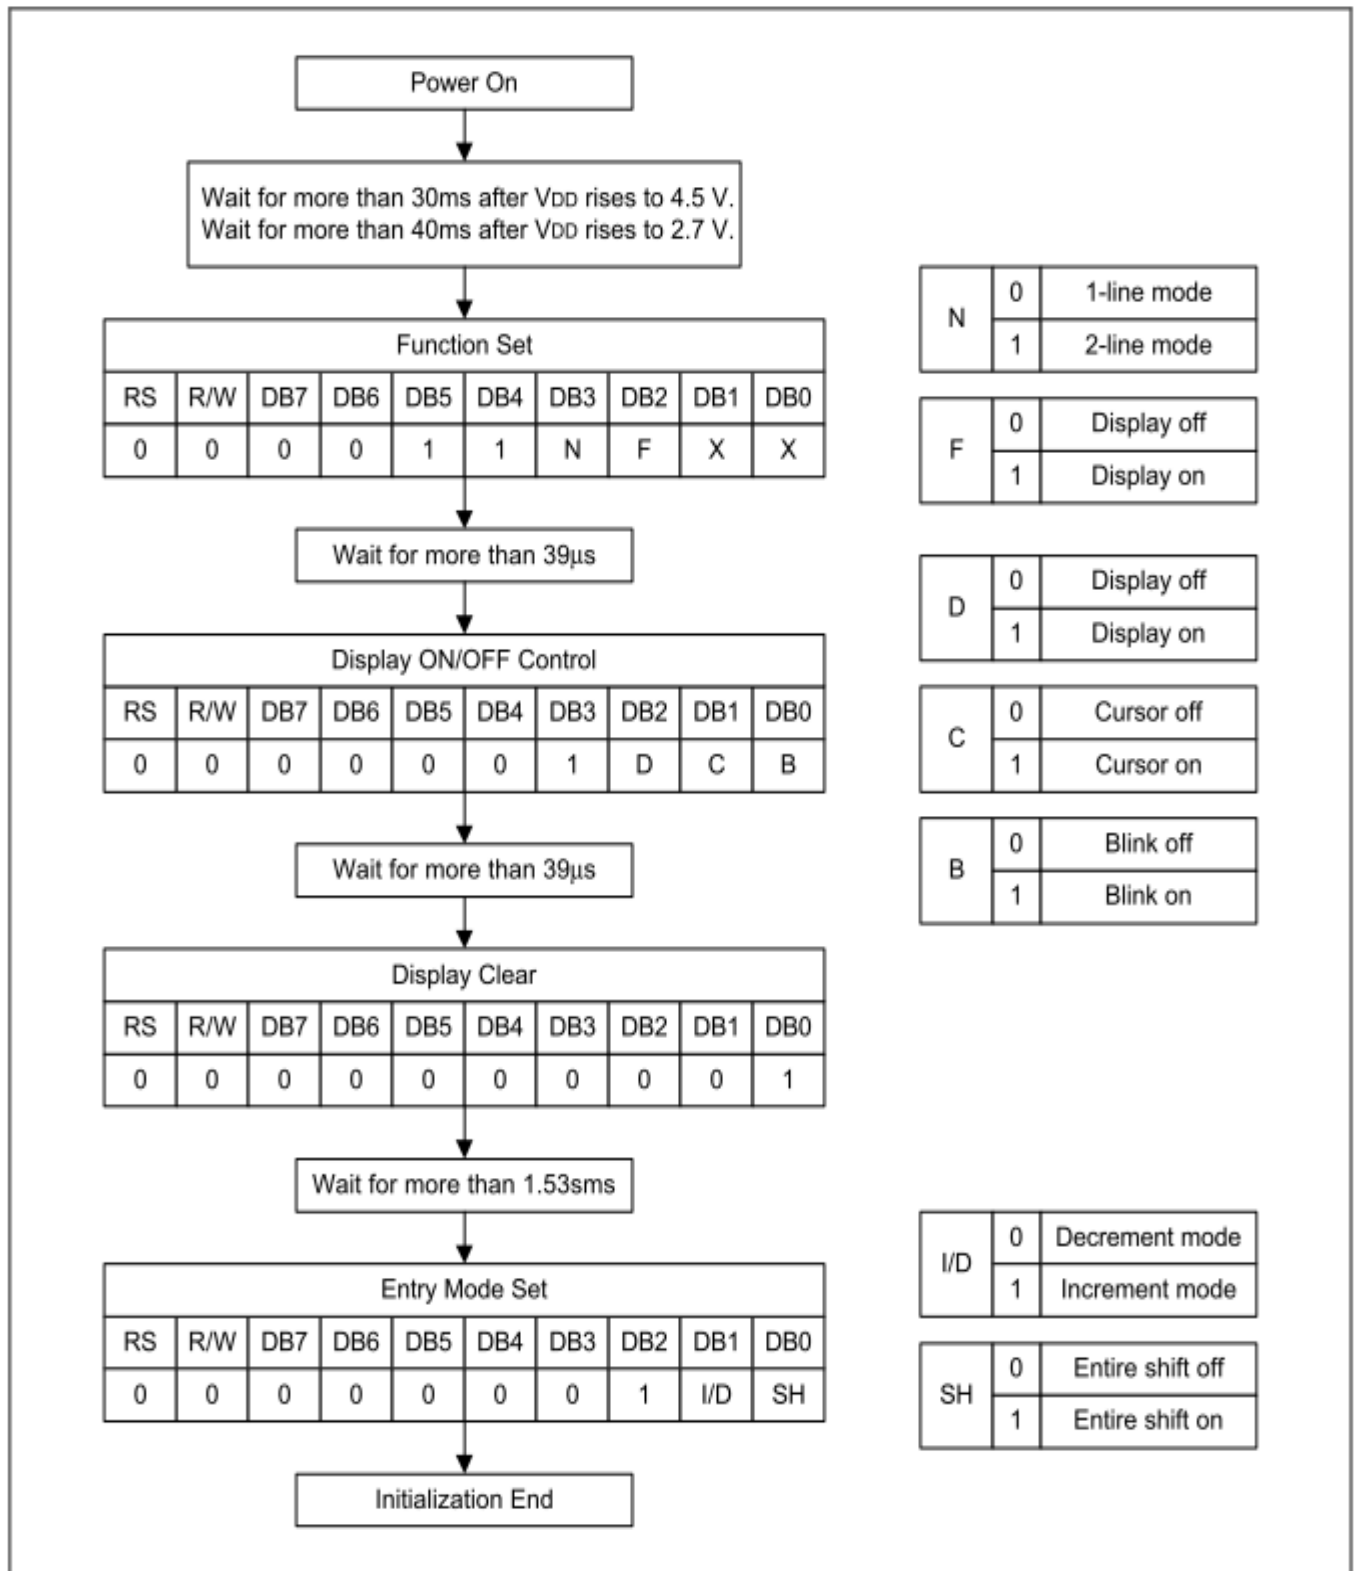 Power On
Wait for more than 30ms after VDD rises to 4.5 V.
Wait for more than 40ms after VDD rises to 2.7 V.
Function Set
RS R/W DB7 DB6 DB5 DB4 DB3 DB2 DB1 DB0
0 0 0 0 1 1 N F X X
N 0 1-line mode
1 2-line mode
F 0 Display off
1 Display on
Wait for more than 39μs
Display ON/OFF Control
RS R/W DB7 DB6 DB5 DB4 DB3 DB2 DB1 DB0
0 0 0 0 0 0 1 D C B
D 0 Display off
1 Display on
C 0 Cursor off
1 Cursor on
B 0 Blink off
1 Blink on
Wait for more than 39μs
Display Clear
RS R/W DB7 DB6 DB5 DB4 DB3 DB2 DB1 DB0
0 0 0 0 0 0 0 0 0 1
Wait for more than 1.53sms
Entry Mode Set
RS R/W DB7 DB6 DB5 DB4 DB3 DB2 DB1 DB0
0 0 0 0 0 0 0 1 I/D SH
I/D 0 Decrement mode
1 Increment mode
SH 0 Entire shift off
1 Entire shift on
Initialization End